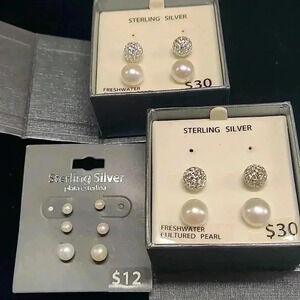 STERLING SILVER
FRESHWATER
$30
STERLING SILVER
FRESHWATER
CULTURED PEARL
$30
Sterling Silver
plata esterlina
$12